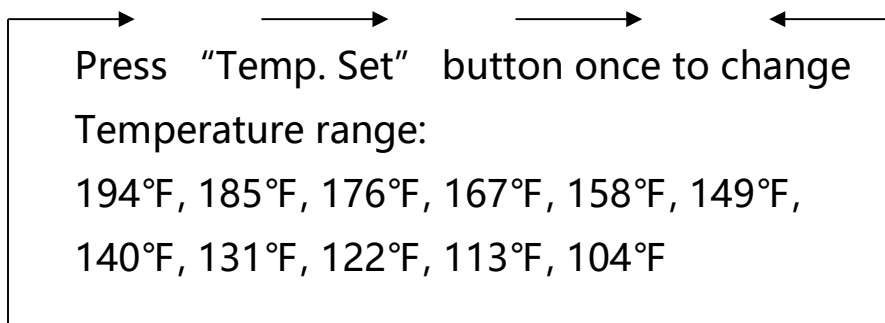 Press “Temp. Set” button once to change
Temperature range:
194°F, 185°F, 176°F, 167°F, 158°F, 149°F,
140°F, 131°F, 122°F, 113°F, 104°F